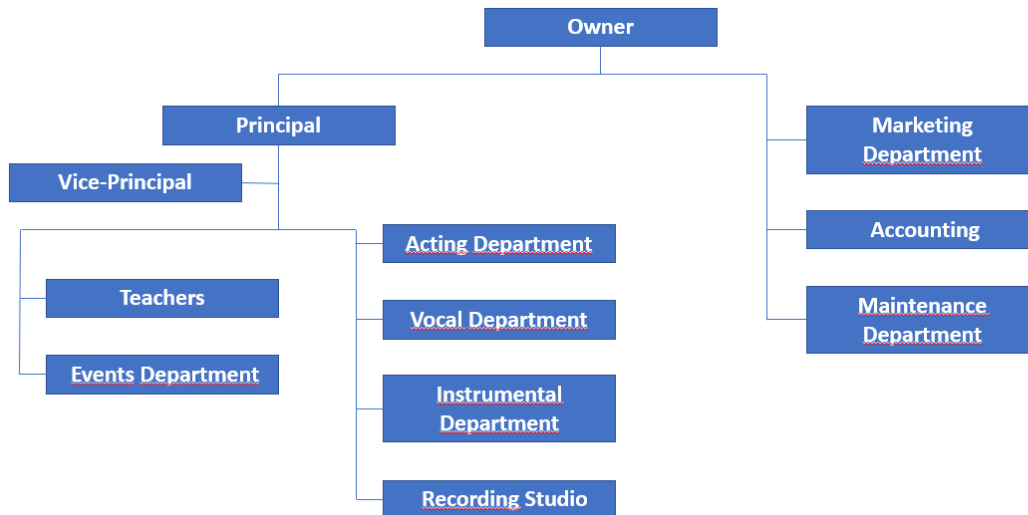 Owner
Principal
Marketing
Department
Vice-Principal
Acting Department
Accounting
Teachers
Vocal Department
Maintenance
Department
Events Department
Instrumental
Department
Recording Studio